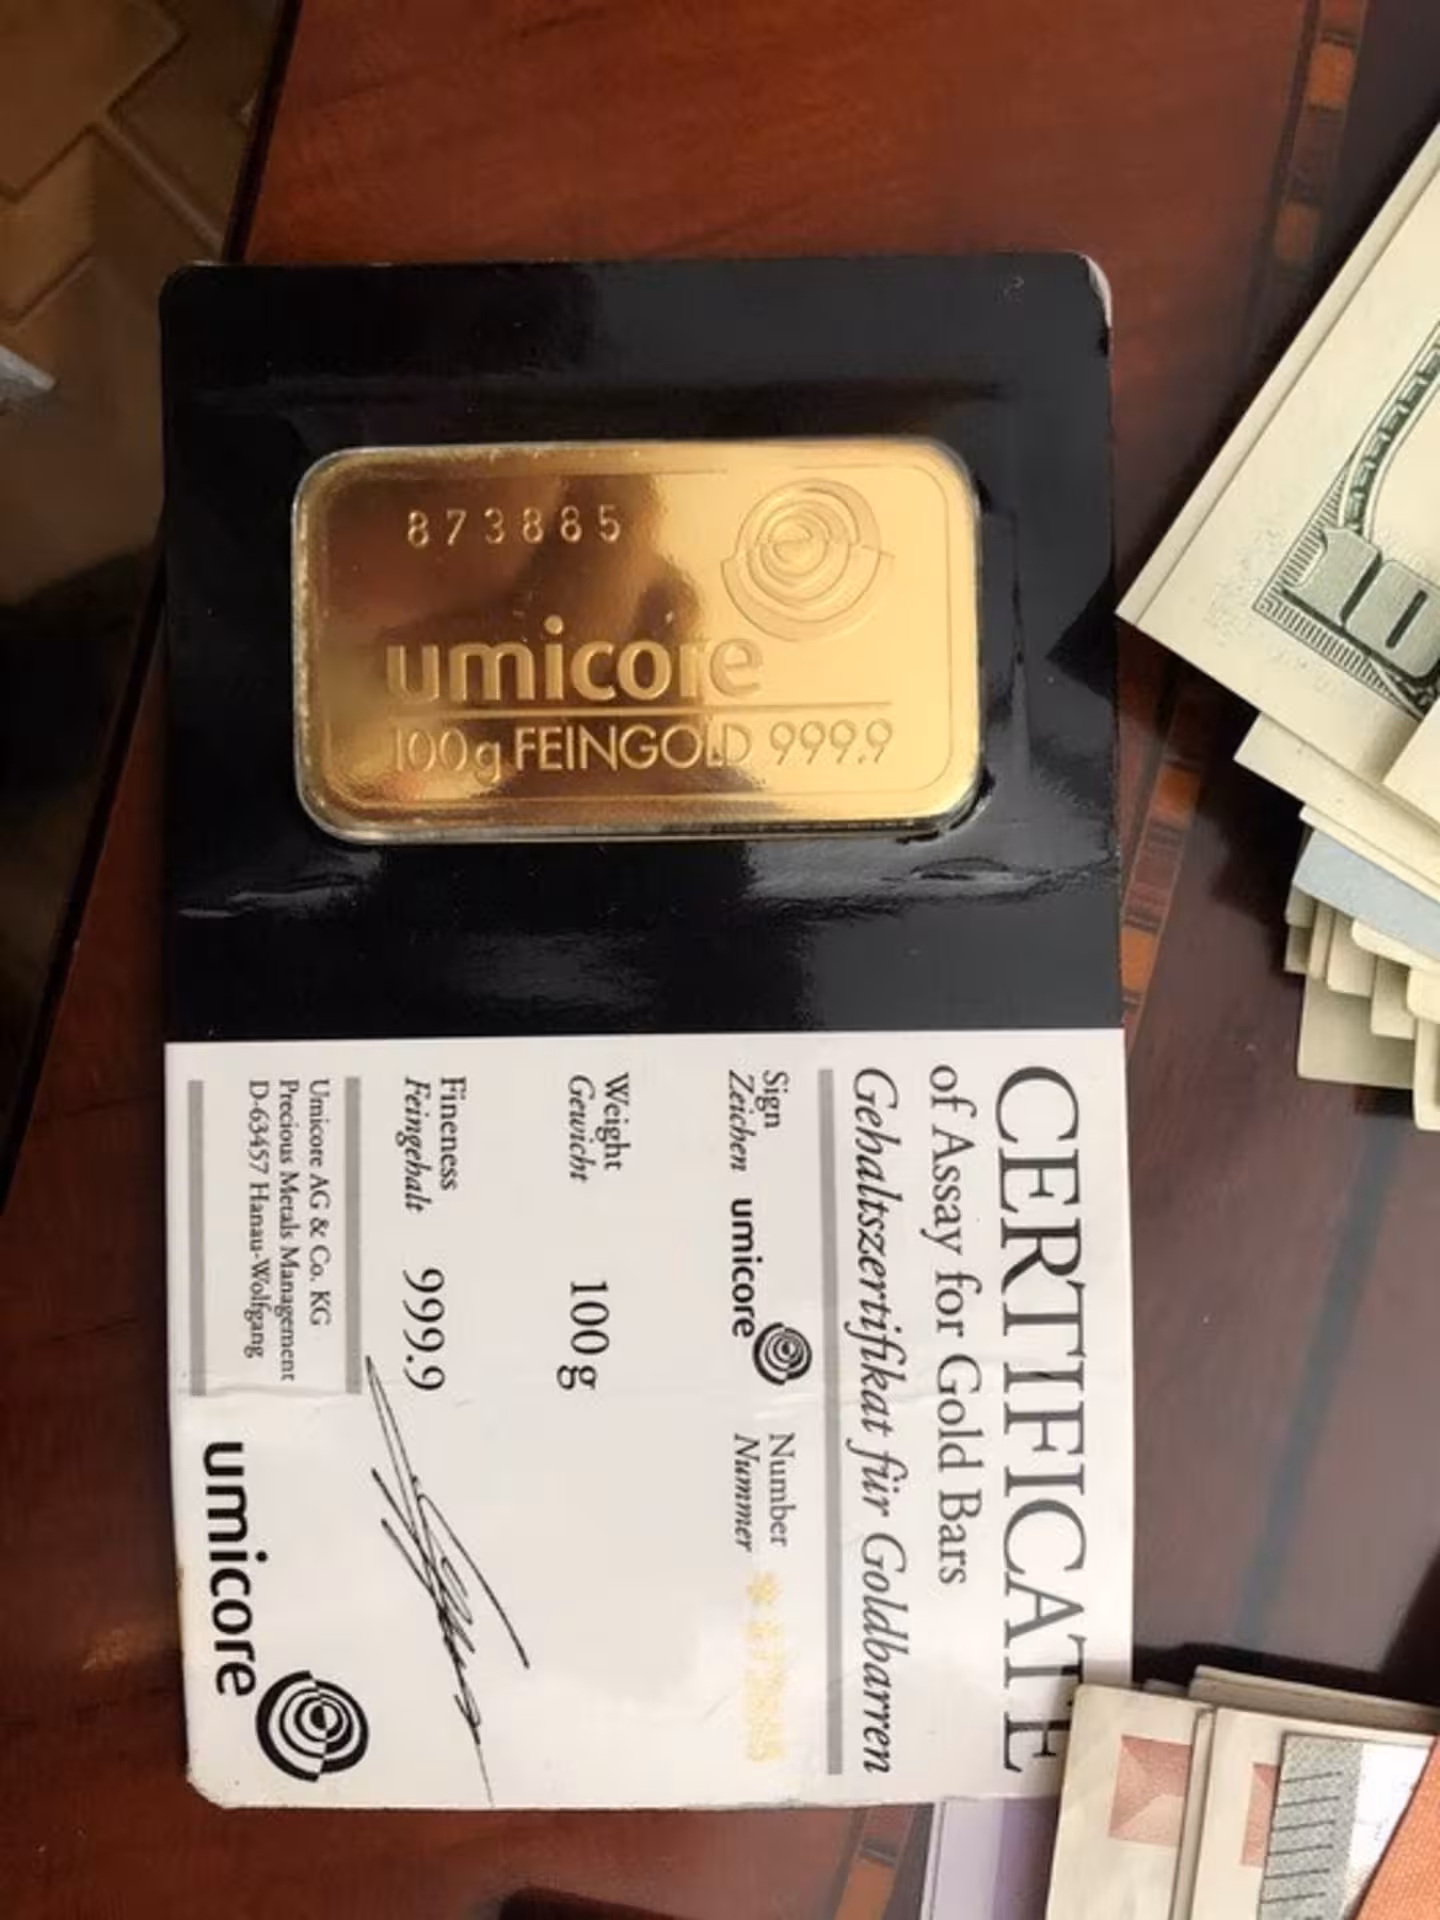 873885
umicore
100g FEINGOLD 999.9
CERTIFICATE
of Assay for Gold Bars
Gehaltszertifikat für Goldbarren
Sign
Zeichen
umicore
Number
Nummer
Weight
Gewicht
100 g
Fineness
Feingehalt
999.9
Umicore AG & Co. KG
Precious Metals Management
D-63457 Hanau-Wolfgang
umicore
10